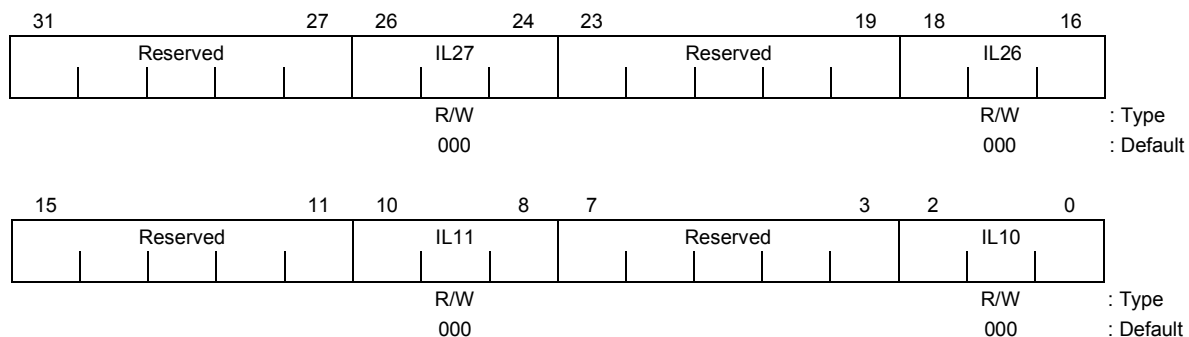 31 27 26 24 23 19 18 16
Reserved IL27 Reserved IL26
R/W R/W : Type
000 000 : Default
15 11 10 8 7 3 2 0
Reserved IL11 Reserved IL10
R/W R/W : Type
000 000 : Default